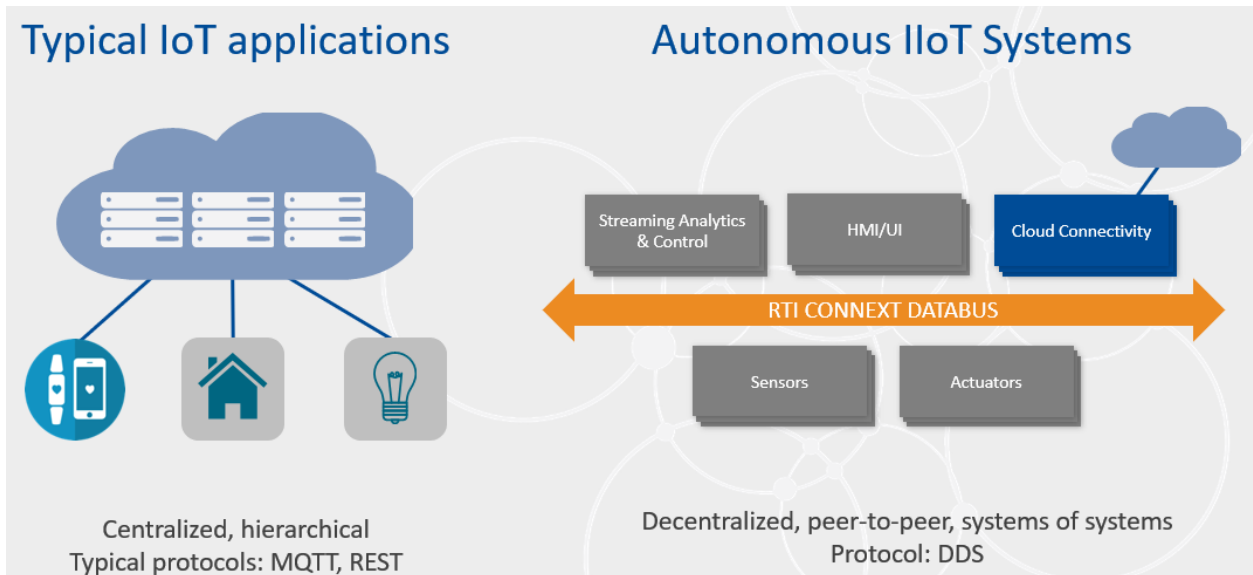 Typical IoT applications
Autonomous IIoT Systems
Streaming Analytics
& Control
HMI/UI
Cloud Connectivity
RTI CONNEXT DATABUS
Sensors
Actuators
Centralized, hierarchical
Typical protocols: MQTT, REST
Decentralized, peer-to-peer, systems of systems
Protocol: DDS